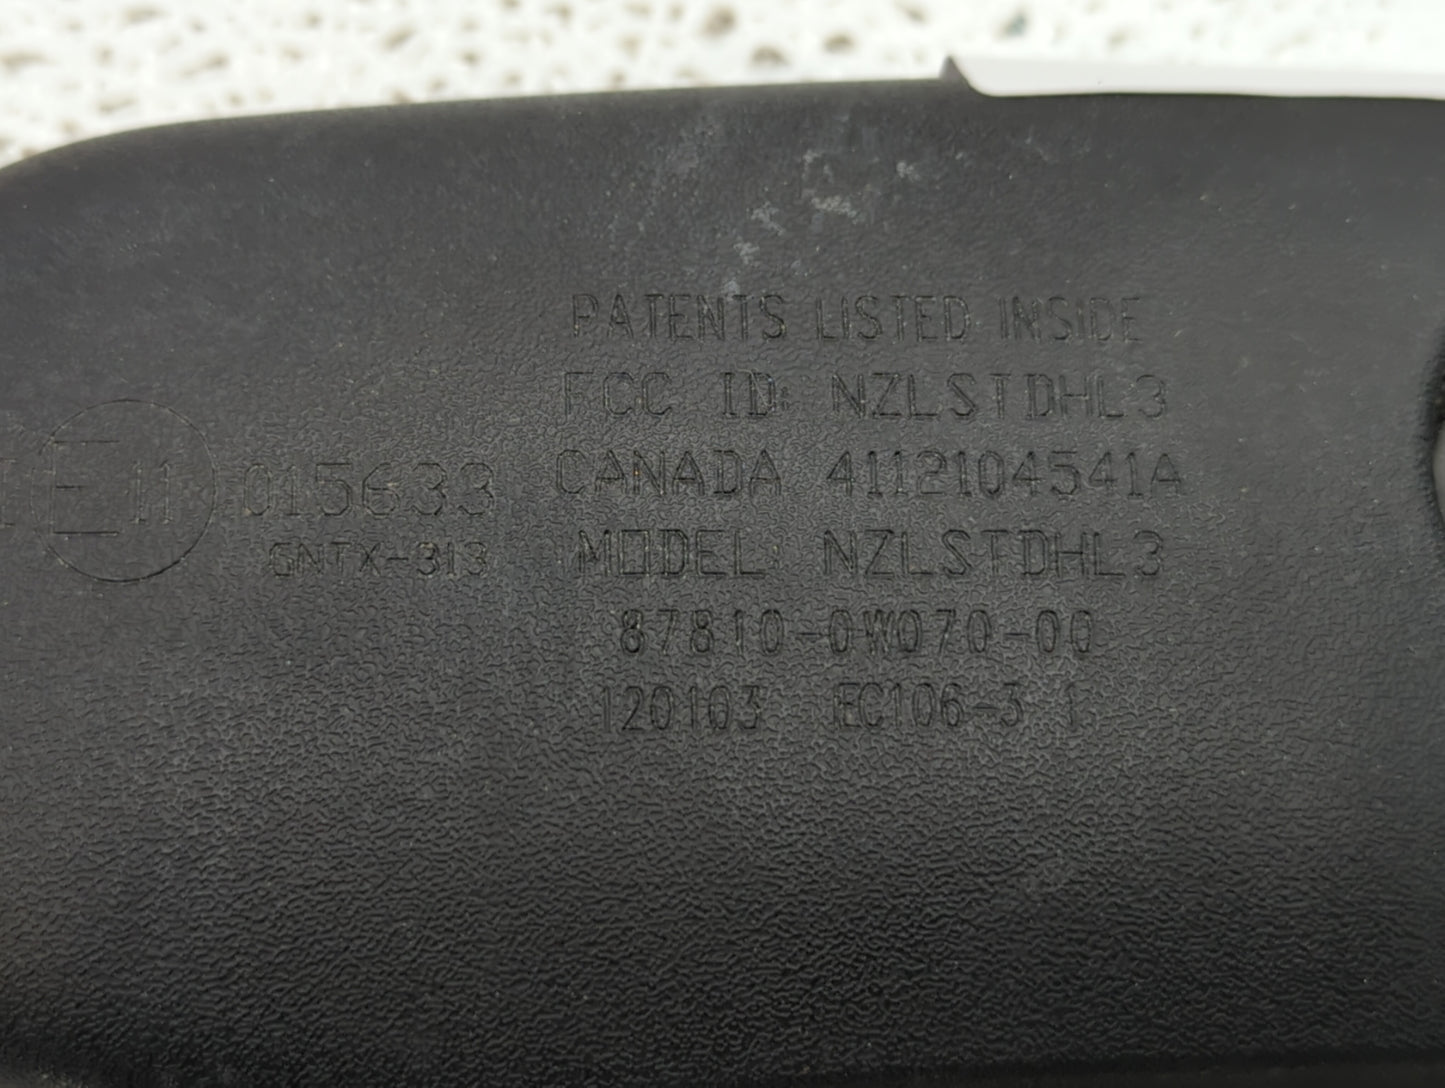 PATENTS LISTED INSIDE
FCC ID: NZLSTDHL3
CANADA 4112104541A
MODEL: NZLSTDHL3
87810-0W070-00
120103 EC106-3 1
E11 015633
GNTX-313